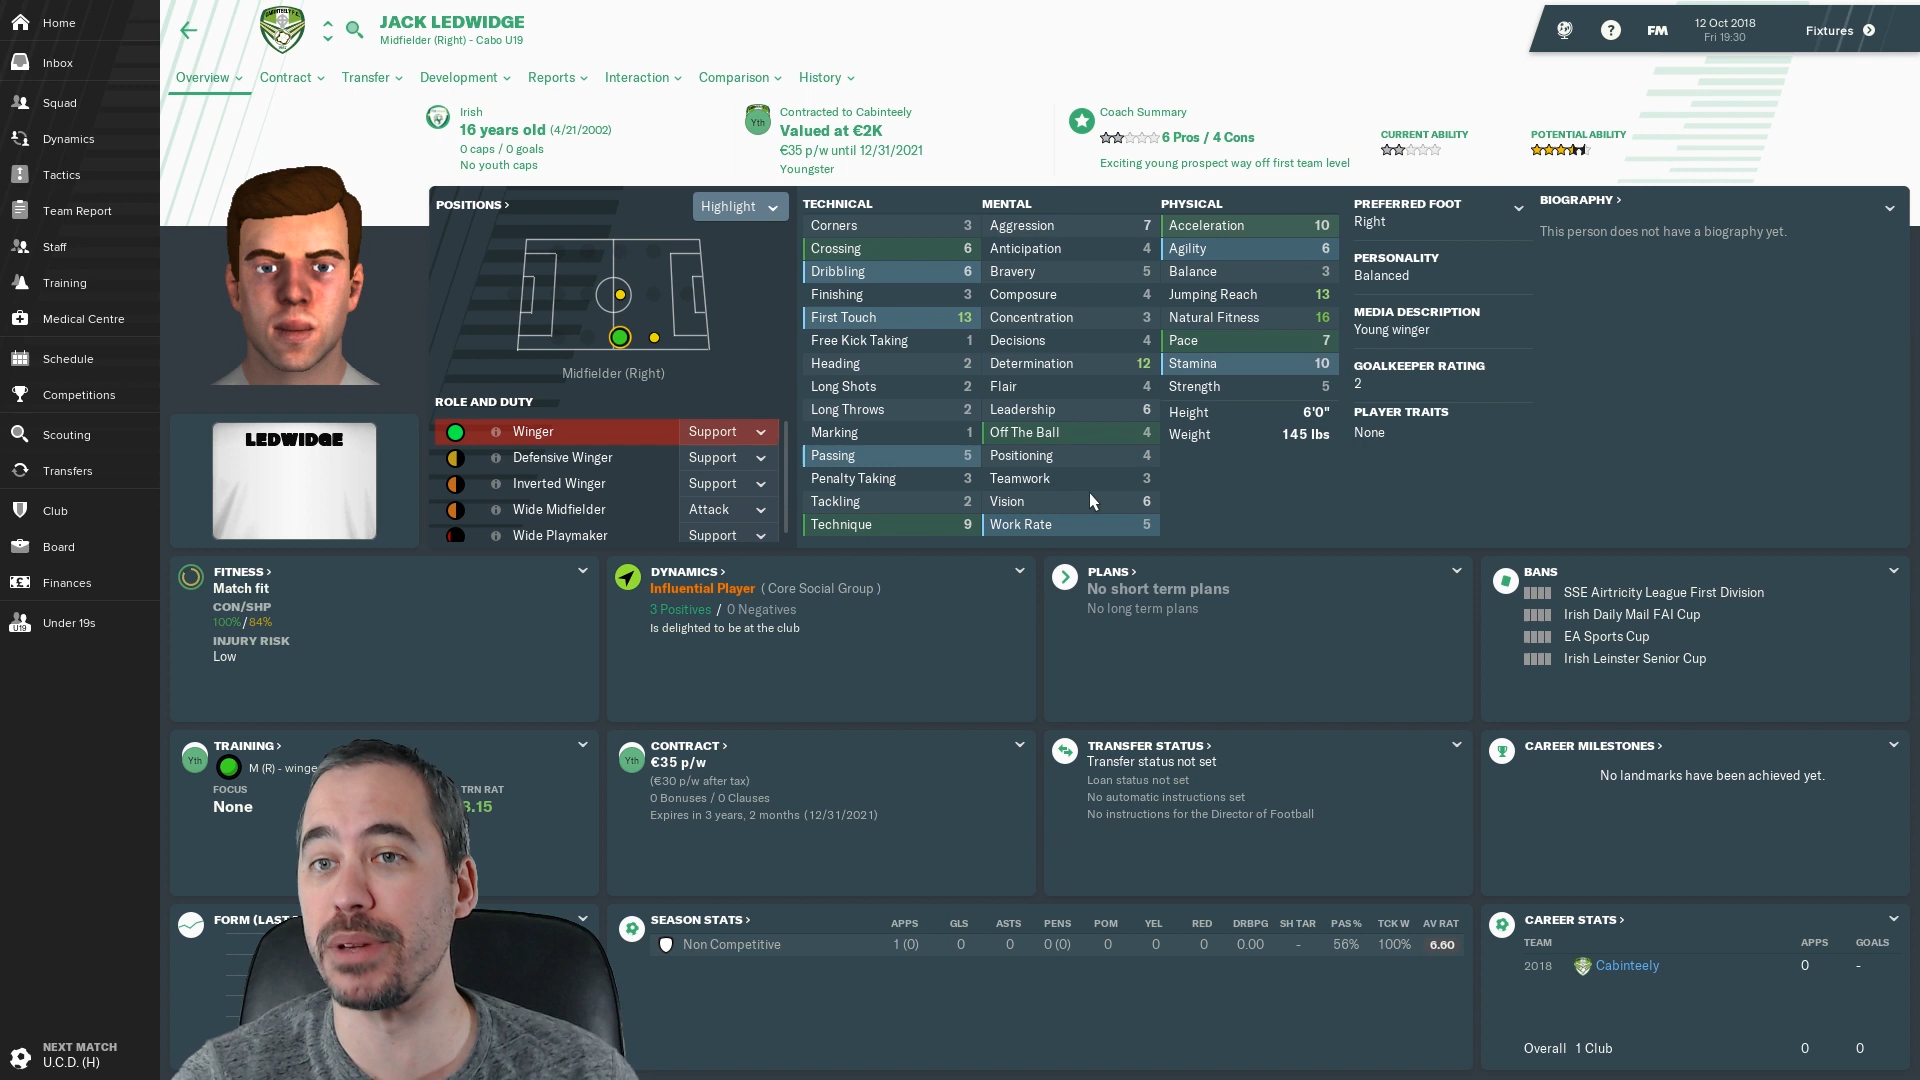 Home
Inbox
Squad
Dynamics
Tactics
Team Report
Staff
Training
Medical Centre
Schedule
Competitions
Scouting
Transfers
Club
Board
Finances
U19
Under 19s
NEXT MATCH
U.C.D. (H)
JACK LEDWIDGE
Midfielder (Right) - Cabo U19
? FM 12 Oct 2018
Fri 19:30
Fixtures
Overview Contract Transfer Development Reports Interaction Comparison History
Irish
16 years old (4/21/2002)
0 caps / 0 goals
No youth caps
Yth
Contracted to Cabinteely
Valued at €2K
€35 p/w until 12/31/2021
Youngster
Coach Summary
6 Pros / 4 Cons
Exciting young prospect way off first team level
CURRENT ABILITY
POTENTIAL ABILITY
LEDWIDGE
POSITIONS >
Highlight
Midfielder (Right)
ROLE AND DUTY
Winger Support
Defensive Winger Support
Inverted Winger Support
Wide Midfielder Attack
Wide Playmaker Support
TECHNICAL
Corners 3
Crossing 6
Dribbling 6
Finishing 3
First Touch 13
Free Kick Taking 1
Heading 2
Long Shots 2
Long Throws 2
Marking 1
Passing 5
Penalty Taking 3
Tackling 2
Technique 9
MENTAL
Aggression 7
Anticipation 4
Bravery 5
Composure 4
Concentration 3
Decisions 4
Determination 12
Flair 4
Leadership 6
Off The Ball 4
Positioning 4
Teamwork 3
Vision 6
Work Rate 5
PHYSICAL
Acceleration 10
Agility 6
Balance 3
Jumping Reach 13
Natural Fitness 16
Pace 7
Stamina 10
Strength 5
Height 6'0"
Weight 145 lbs
PREFERRED FOOT
Right
PERSONALITY
Balanced
MEDIA DESCRIPTION
Young winger
GOALKEEPER RATING
2
PLAYER TRAITS
None
BIOGRAPHY >
This person does not have a biography yet.
FITNESS >
Match fit
CON/SHP
100%/84%
INJURY RISK
Low
DYNAMICS >
Influential Player ( Core Social Group )
3 Positives / 0 Negatives
Is delighted to be at the club
PLANS >
No short term plans
No long term plans
BANS
SSE Airtricity League First Division
Irish Daily Mail FAI Cup
EA Sports Cup
Irish Leinster Senior Cup
Yth
TRAINING >
M (R) - winge
FOCUS
None
TRN RAT
.15
Yth
CONTRACT >
€35 p/w
(€30 p/w after tax)
0 Bonuses / 0 Clauses
Expires in 3 years, 2 months (12/31/2021)
TRANSFER STATUS >
Transfer status not set
Loan status not set
No automatic instructions set
No instructions for the Director of Football
CAREER MILESTONES >
No landmarks have been achieved yet.
FORM (LAST
SEASON STATS > APPS GLS ASTS PENS POM YEL RED DRBPG SH TAR PAS % TCK W AV RAT
Non Competitive 1 (0) 0 0 0 (0) 0 0 0 0.00 - 56% 100% 6.60
CAREER STATS >
TEAM APPS GOALS
2018 Cabinteely 0 -
Overall 1 Club 0 0